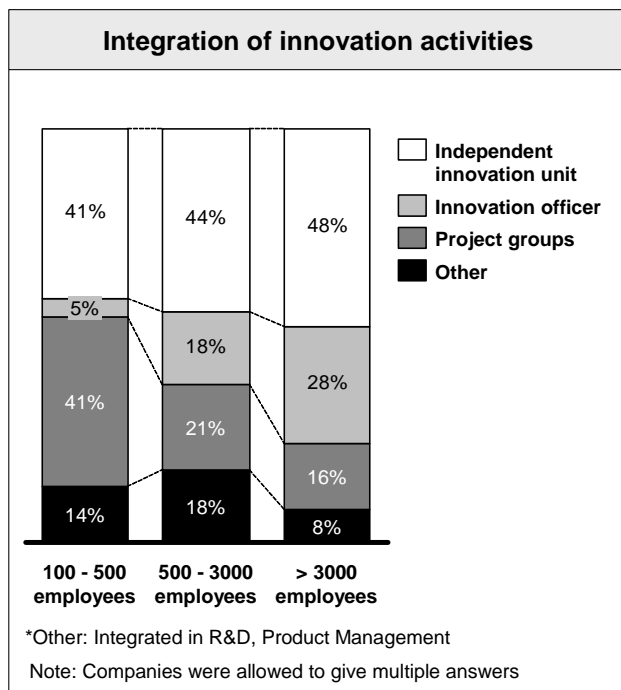 Integration of innovation activities
Independent
innovation unit
Innovation officer
Project groups
Other
41%
44%
48%
5%
18%
28%
41%
21%
16%
14%
18%
8%
100 - 500
employees
500 - 3000
employees
> 3000
employees
*Other: Integrated in R&D, Product Management
Note: Companies were allowed to give multiple answers